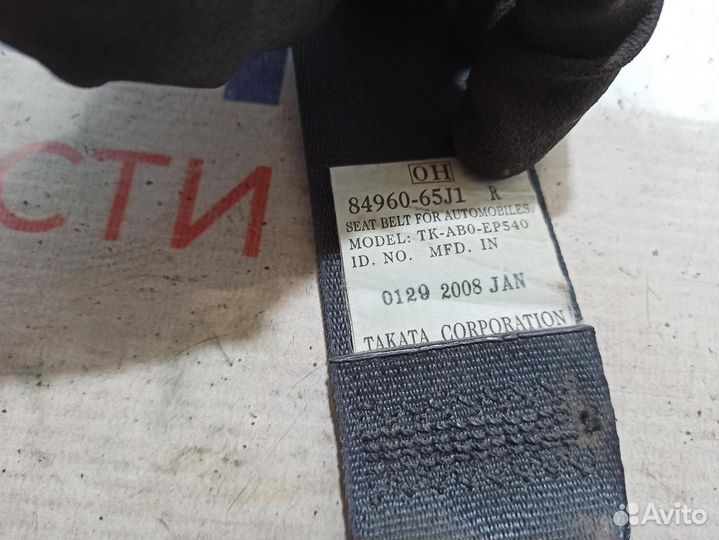 СТИ
OH
84960-65J1 R
SEAT BELT FOR AUTOMOBILES.
MODEL: TK-AB0-EP540
ID. NO. MFD. IN
0129 2008 JAN
TAKATA CORPORATION
Avito